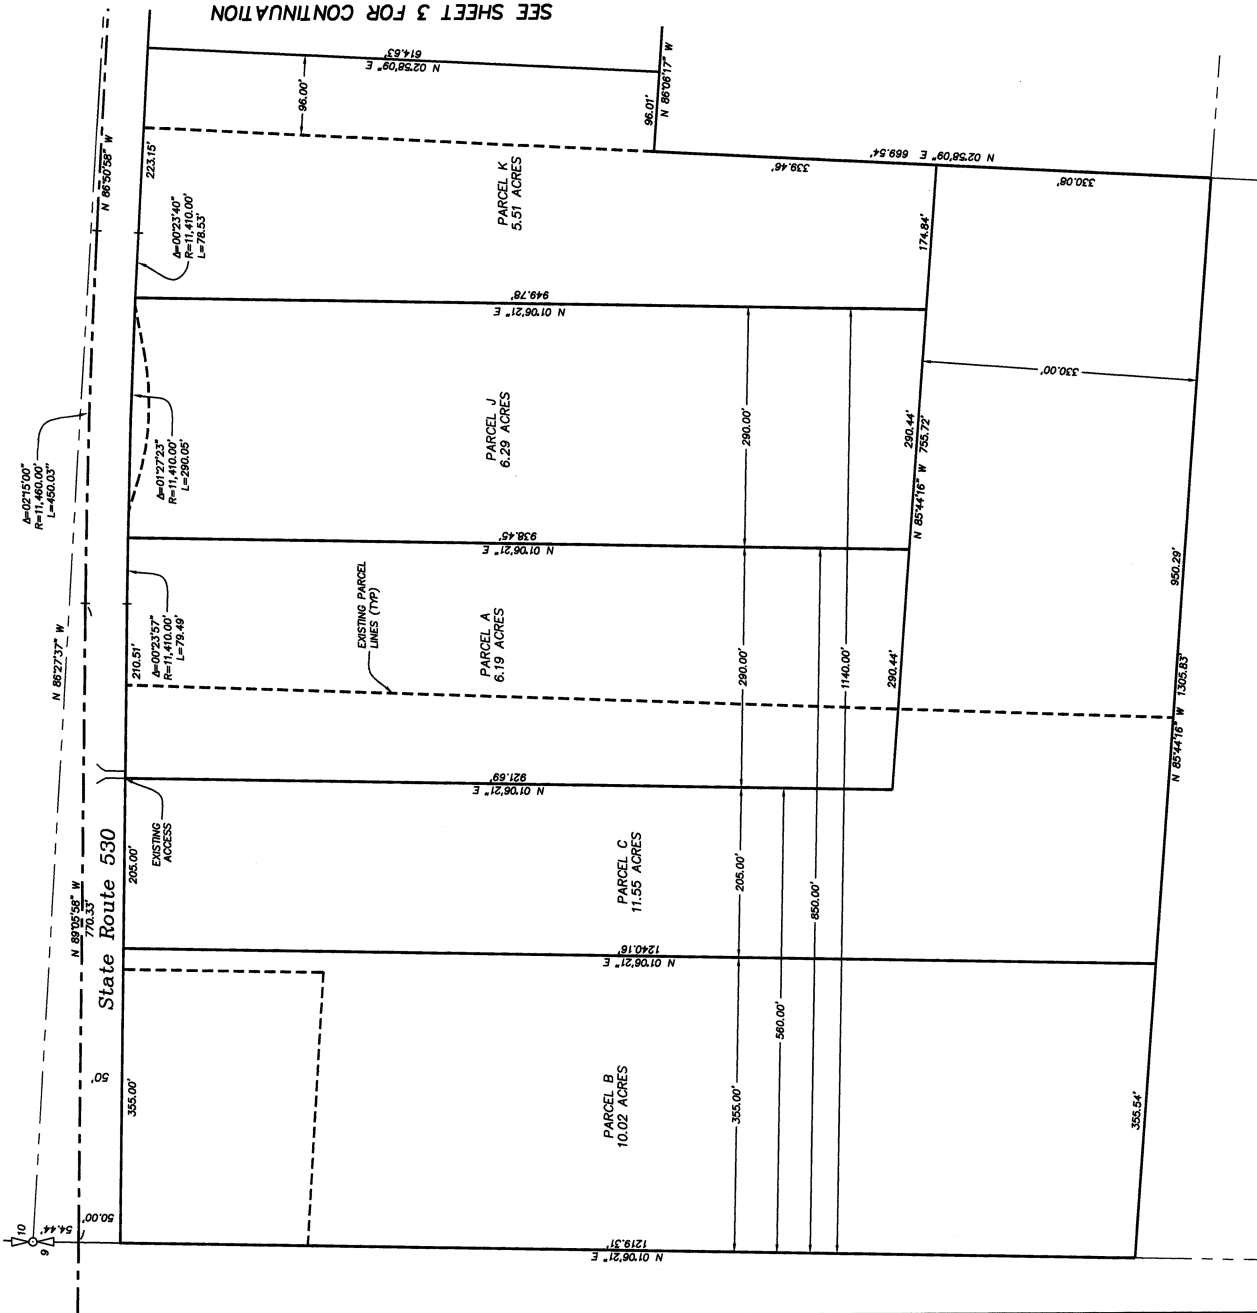 SEE SHEET 3 FOR CONTINUATION
N 02°58'09" E
614.63'
96.00'
96.01'
N 86°06'17" W
N 86°50'58" W
223.15'
Δ=00°23'40"
R=11,410.00'
L=78.53'
PARCEL K
5.51 ACRES
N 02°58'09" E 669.54'
339.46'
330.08'
174.84'
N 01°06'21" E
949.78'
Δ=02°15'00"
R=11,460.00'
L=450.03"
Δ=01°27'23"
R=11,410.00'
L=290.05'
PARCEL J
6.29 ACRES
290.00'
330.00'
290.44'
N 85°44'16" W 755.72'
N 01°06'21" E
938.45'
N 86°27'37" W
Δ=00°23'57"
R=11,410.00'
L=79.49'
210.51'
EXISTING PARCEL
LINES (TYP)
PARCEL A
6.19 ACRES
290.00'
1140.00'
290.44'
950.29'
N 85°44'16" W 1305.83'
N 01°06'21" E
921.69'
EXISTING
ACCESS
State Route 530
N 89°05'58" W
770.33'
205.00'
PARCEL C
11.55 ACRES
205.00'
850.00'
N 01°06'21" E
1240.16'
50'
355.00'
PARCEL B
10.02 ACRES
355.00'
560.00'
355.54'
10
9
54.44'
50.00'
N 01°06'21" E
1219.31'